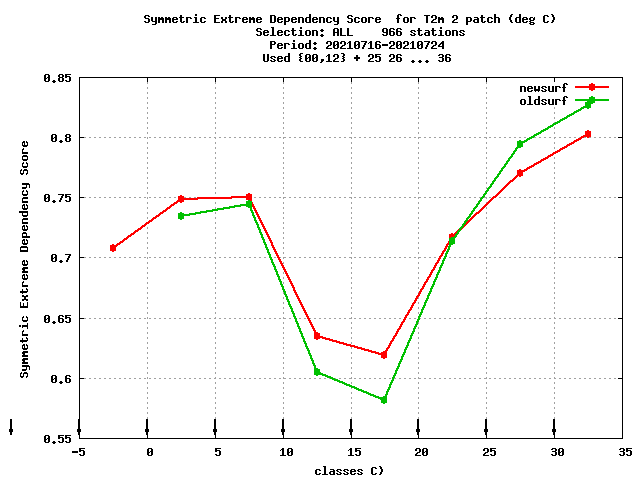 Symmetric Extreme Dependency Score  for T2m 2 patch (deg C)
Selection: ALL    966 stations
Period: 20210716-20210724
Used {00,12} + 25 26 ... 36
newsurf
oldsurf
Symmetric Extreme Dependency Score
0.85
0.8
0.75
0.7
0.65
0.6
0.55
-5 0 5 10 15 20 25 30 35
classes C)